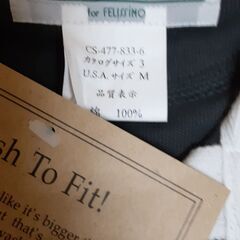 for FELISSIMO
CS-477-833-6
カタログサイズ 3
U.S.A. サイズ M
品質表示
綿 100%
sh To Fit!
like it's bigger
but that's